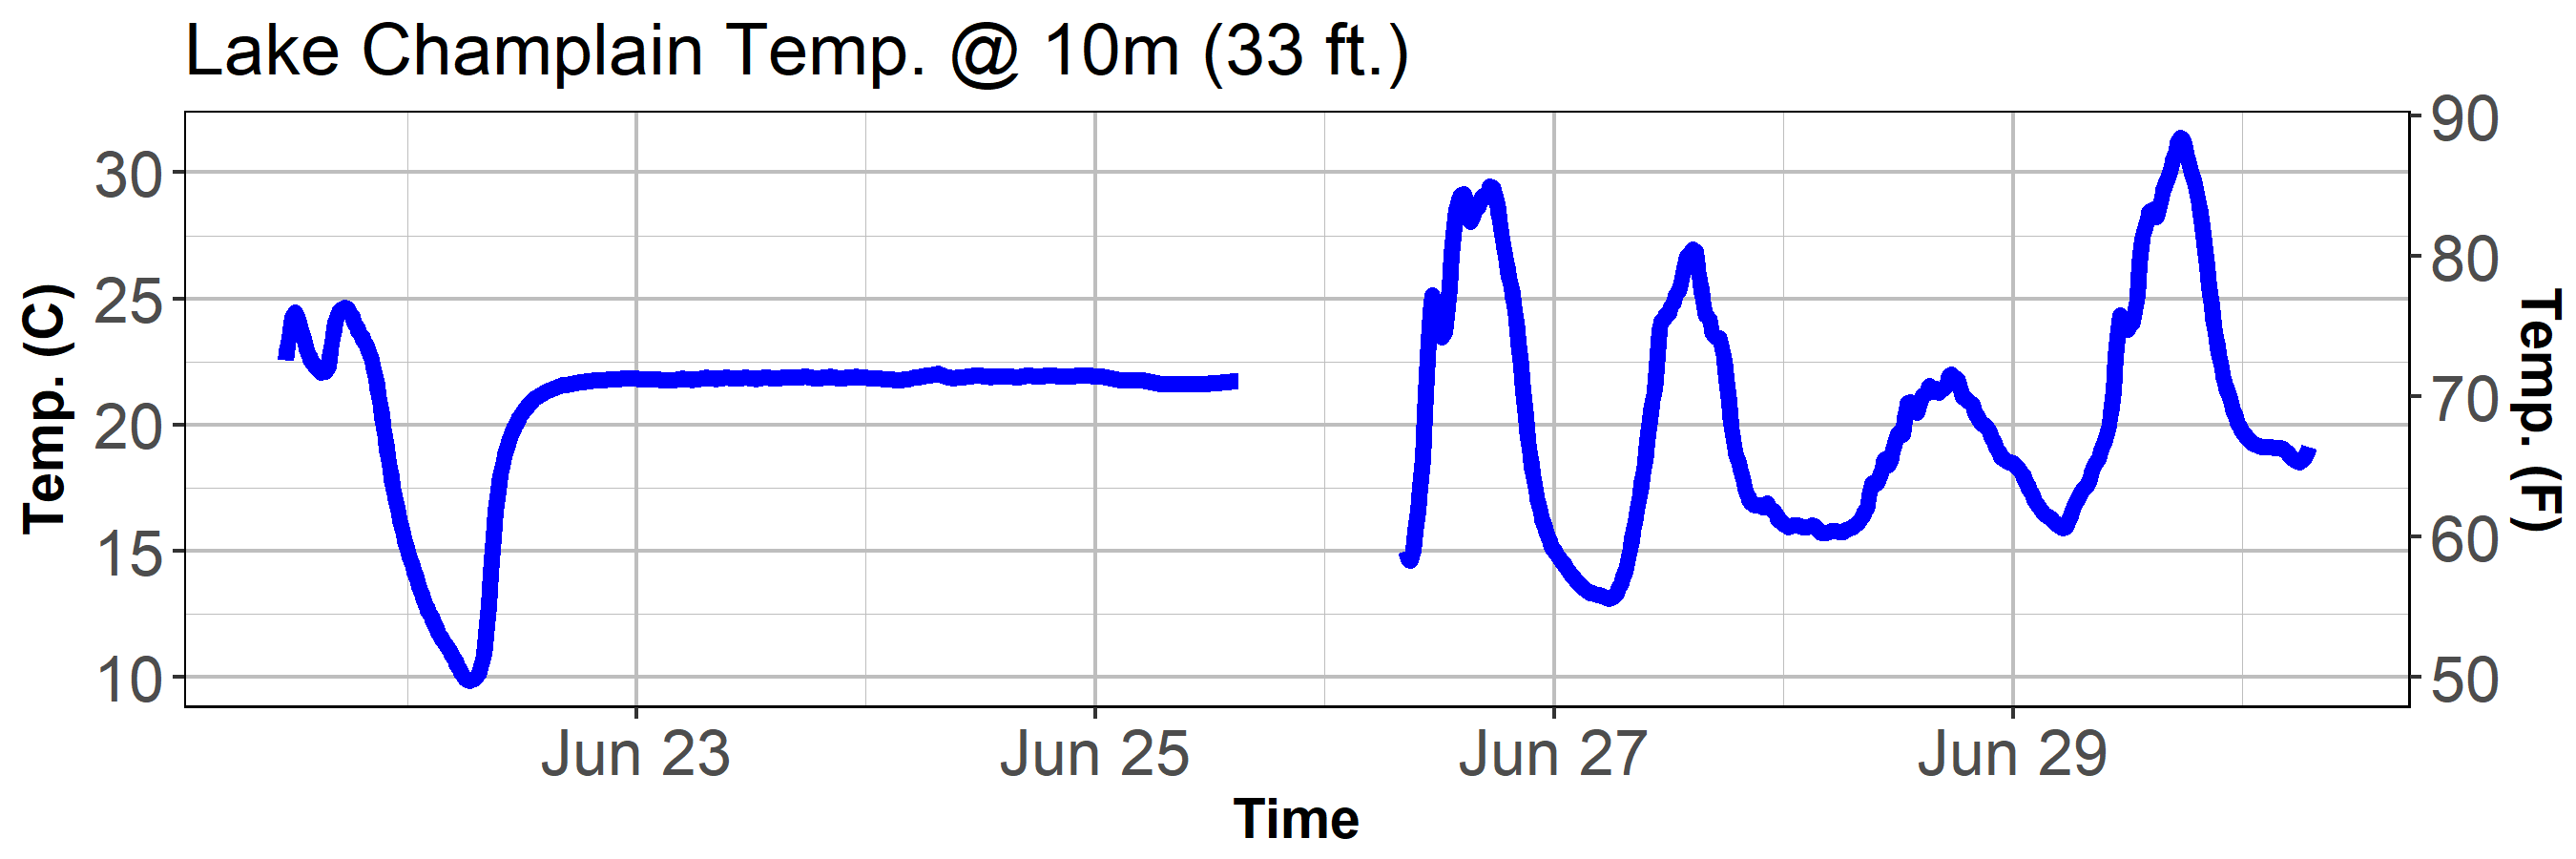 Lake Champlain Temp. @ 10m (33 ft.)
Temp. (C)
30
25
20
15
10
90
80
70
60
50
Temp. (F)
Jun 23 Jun 25 Jun 27 Jun 29
Time